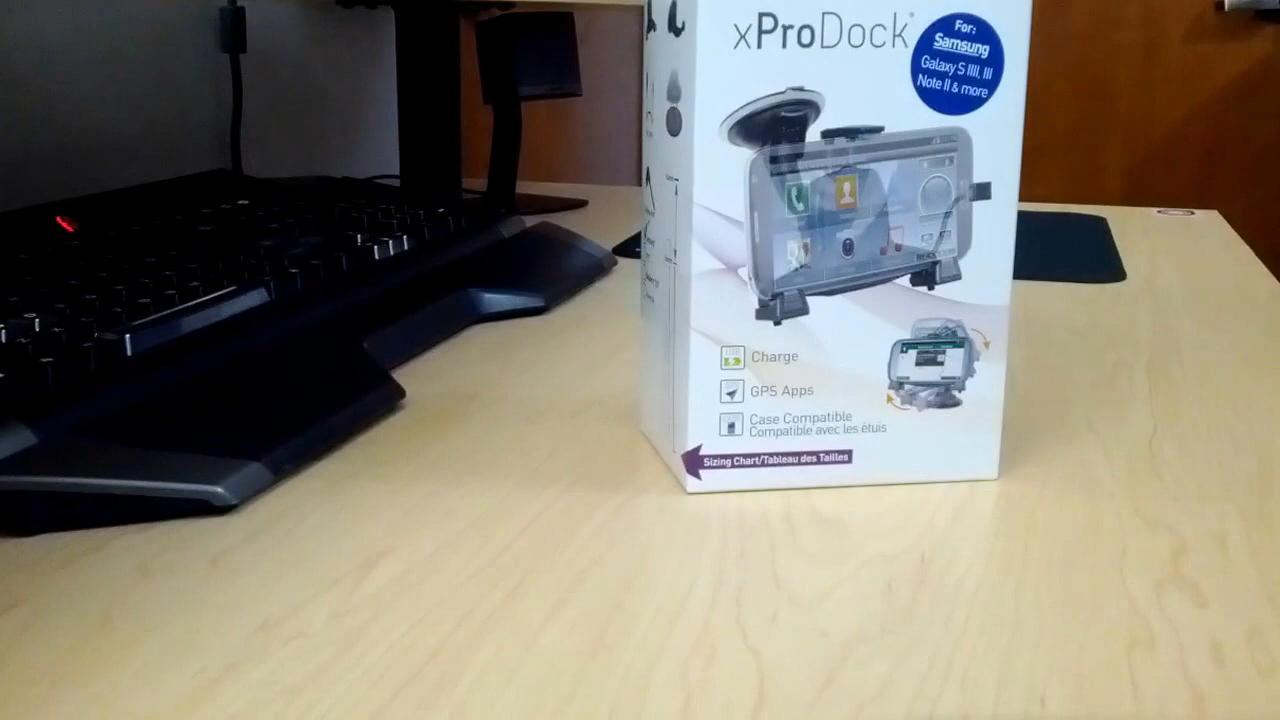 xProDock
For:
Samsung
Galaxy S IIII, III
Note II & more
Charge
GPS Apps
Case Compatible
Compatible avec les étuis
Sizing Chart/Tableau des Tailles